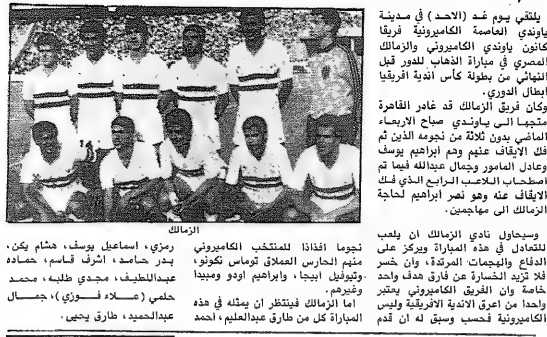 يلتقي يوم غد (الاحد) في مدينة
ياوندي العاصمة الكاميرونية فريقا
كانون ياوندي الكاميروني والزمالك
المصري في مباراة الذهاب للدور قبل
النهائي من بطولة كأس اندية افريقيا
ابطال الدوري.
وكان فريق الزمالك قد غادر القاهرة
متجها الى ياوندي صباح الاربعاء
الماضي بدون ثلاثة من نجومه الذين تم
فك الايقاف عنهم وهم ابراهيم يوسف
وعادل المامور وجمال عبدالله فيما تم
اصطحاب اللاعب الرابع الذي فك
الايقاف عنه وهو نصر ابراهيم لحاجة
الزمالك الى مهاجمين.
وسيحاول نادي الزمالك ان يلعب
للتعادل في هذه المباراة ويركز على
الدفاع والهجمات المرتدة، وان خسر
فلا تزيد الخسارة عن فارق هدف واحد
خاصة وان الفريق الكاميروني يعتبر
واحدا من اعرق الاندية الافريقية وليس
الكاميرونية فحسب وسبق له ان قدم
الزمالك
نجوما افذاذا للمنتخب الكاميروني
منهم الحارس العملاق توماس نكونو،
وتيوفيل ابيجا، وابراهيم اودو ومبيدا
وغيرهم.
اما الزمالك فينتظر ان يمثله في هذه
المباراة كل من طارق عبدالعليم، أحمد
رمزي، اسماعيل يوسف، هشام يكن،
بدر حامد، اشرف قاسم، حماده
عبداللطيف، مجدي طلبه، محمد
حلمي (علاء فوزي)، جمال
عبدالحميد، طارق يحيى.